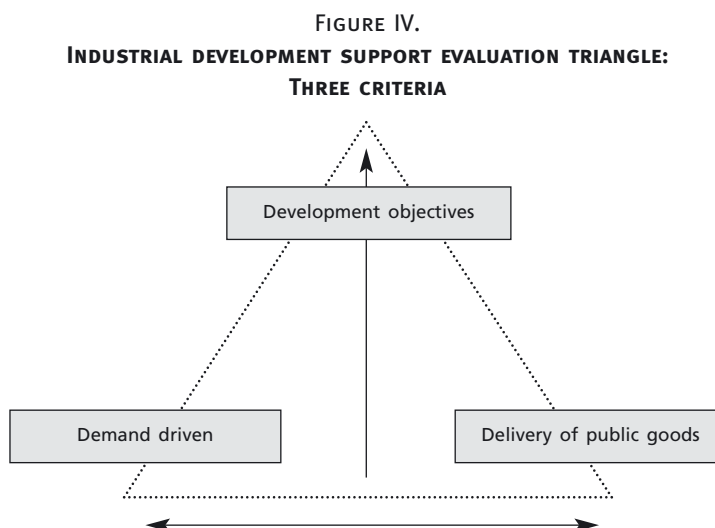 FIGURE IV.
INDUSTRIAL DEVELOPMENT SUPPORT EVALUATION TRIANGLE:
THREE CRITERIA
Development objectives
Demand driven
Delivery of public goods